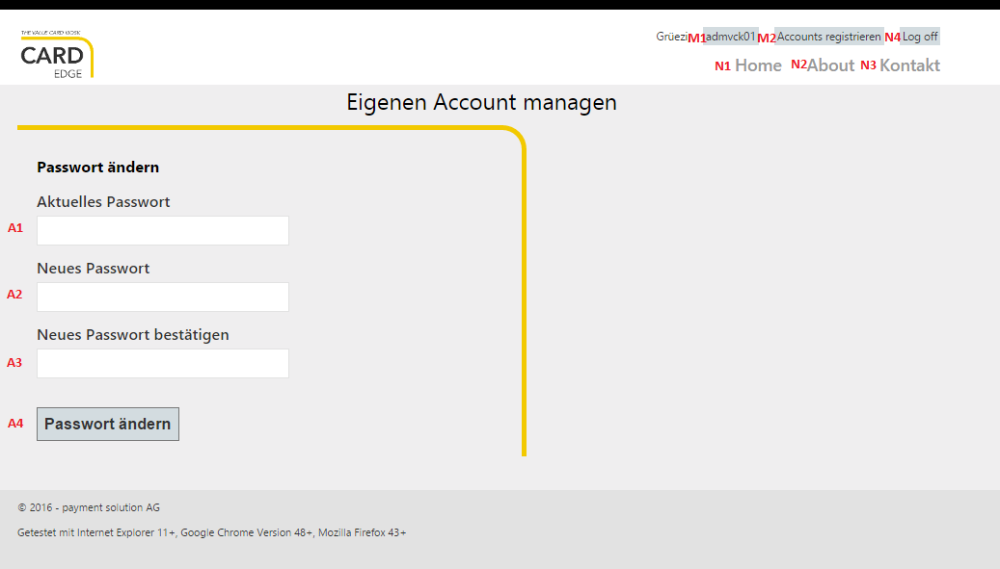 THE VALUE CARD KIOSK
CARD
EDGE
Grüezi M1 admvck01 M2 Accounts registrieren N4 Log off
N1 Home N2 About N3 Kontakt
Eigenen Account managen
Passwort ändern
Aktuelles Passwort
A1
Neues Passwort
A2
Neues Passwort bestätigen
A3
A4 Passwort ändern
© 2016 - payment solution AG
Getestet mit Internet Explorer 11+, Google Chrome Version 48+, Mozilla Firefox 43+